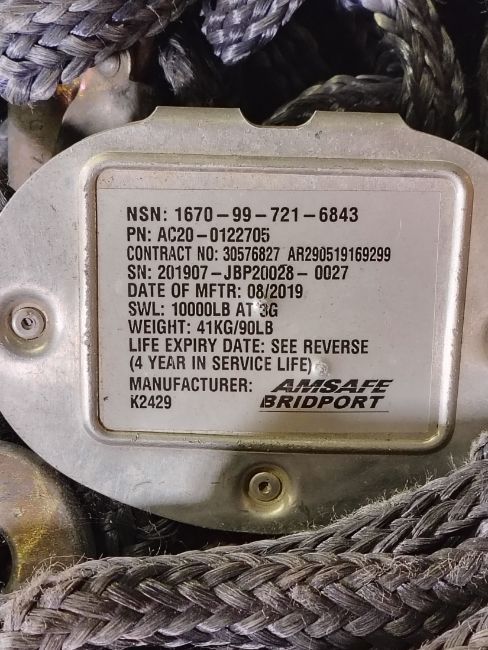 NSN: 1670-99-721-6843
PN: AC20-0122705
CONTRACT NO: 30576827 AR290519169299
SN: 201907-JBP20028-0027
DATE OF MFTR: 08/2019
SWL: 10000LB AT 3G
WEIGHT: 41KG/90LB
LIFE EXPIRY DATE: SEE REVERSE
(4 YEAR IN SERVICE LIFE)
MANUFACTURER: AMSAFE
K2429 BRIDPORT